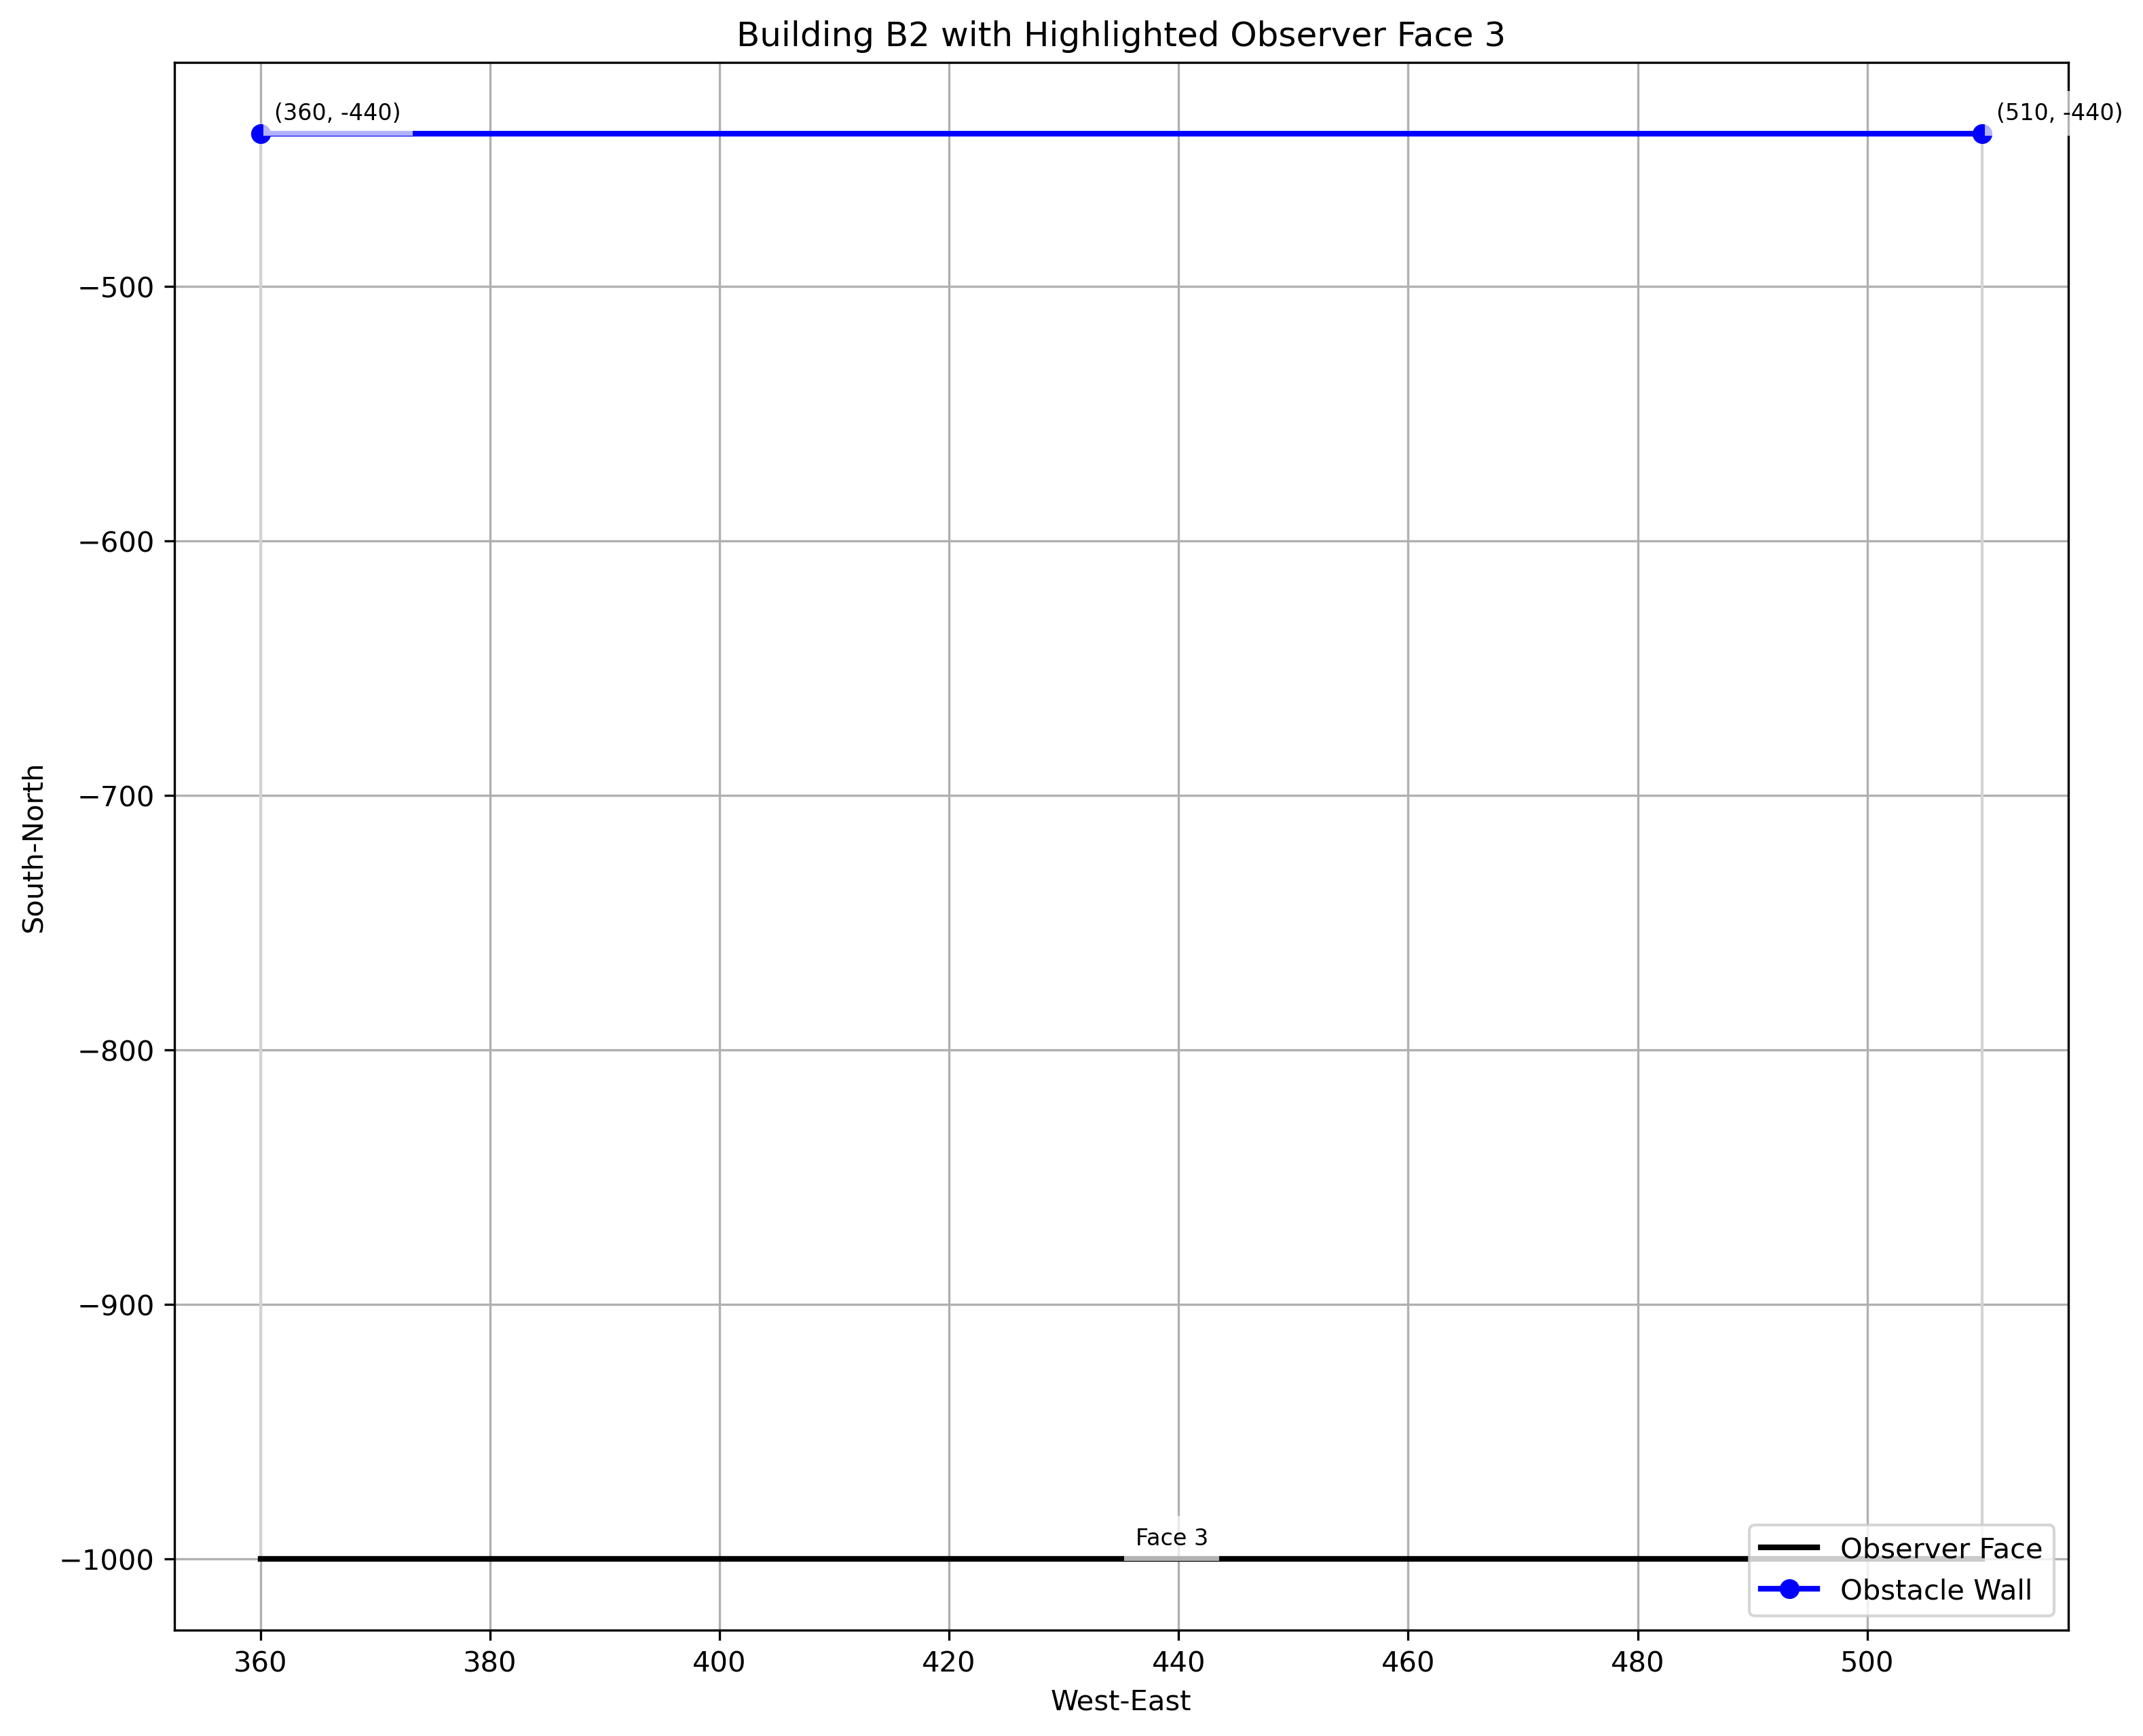 Building B2 with Highlighted Observer Face 3
(360, -440)
(510, -440)
−500
−600
−700
−800
−900
−1000
South-North
Face 3
Observer Face
Obstacle Wall
360
380
400
420
440
460
480
500
West-East